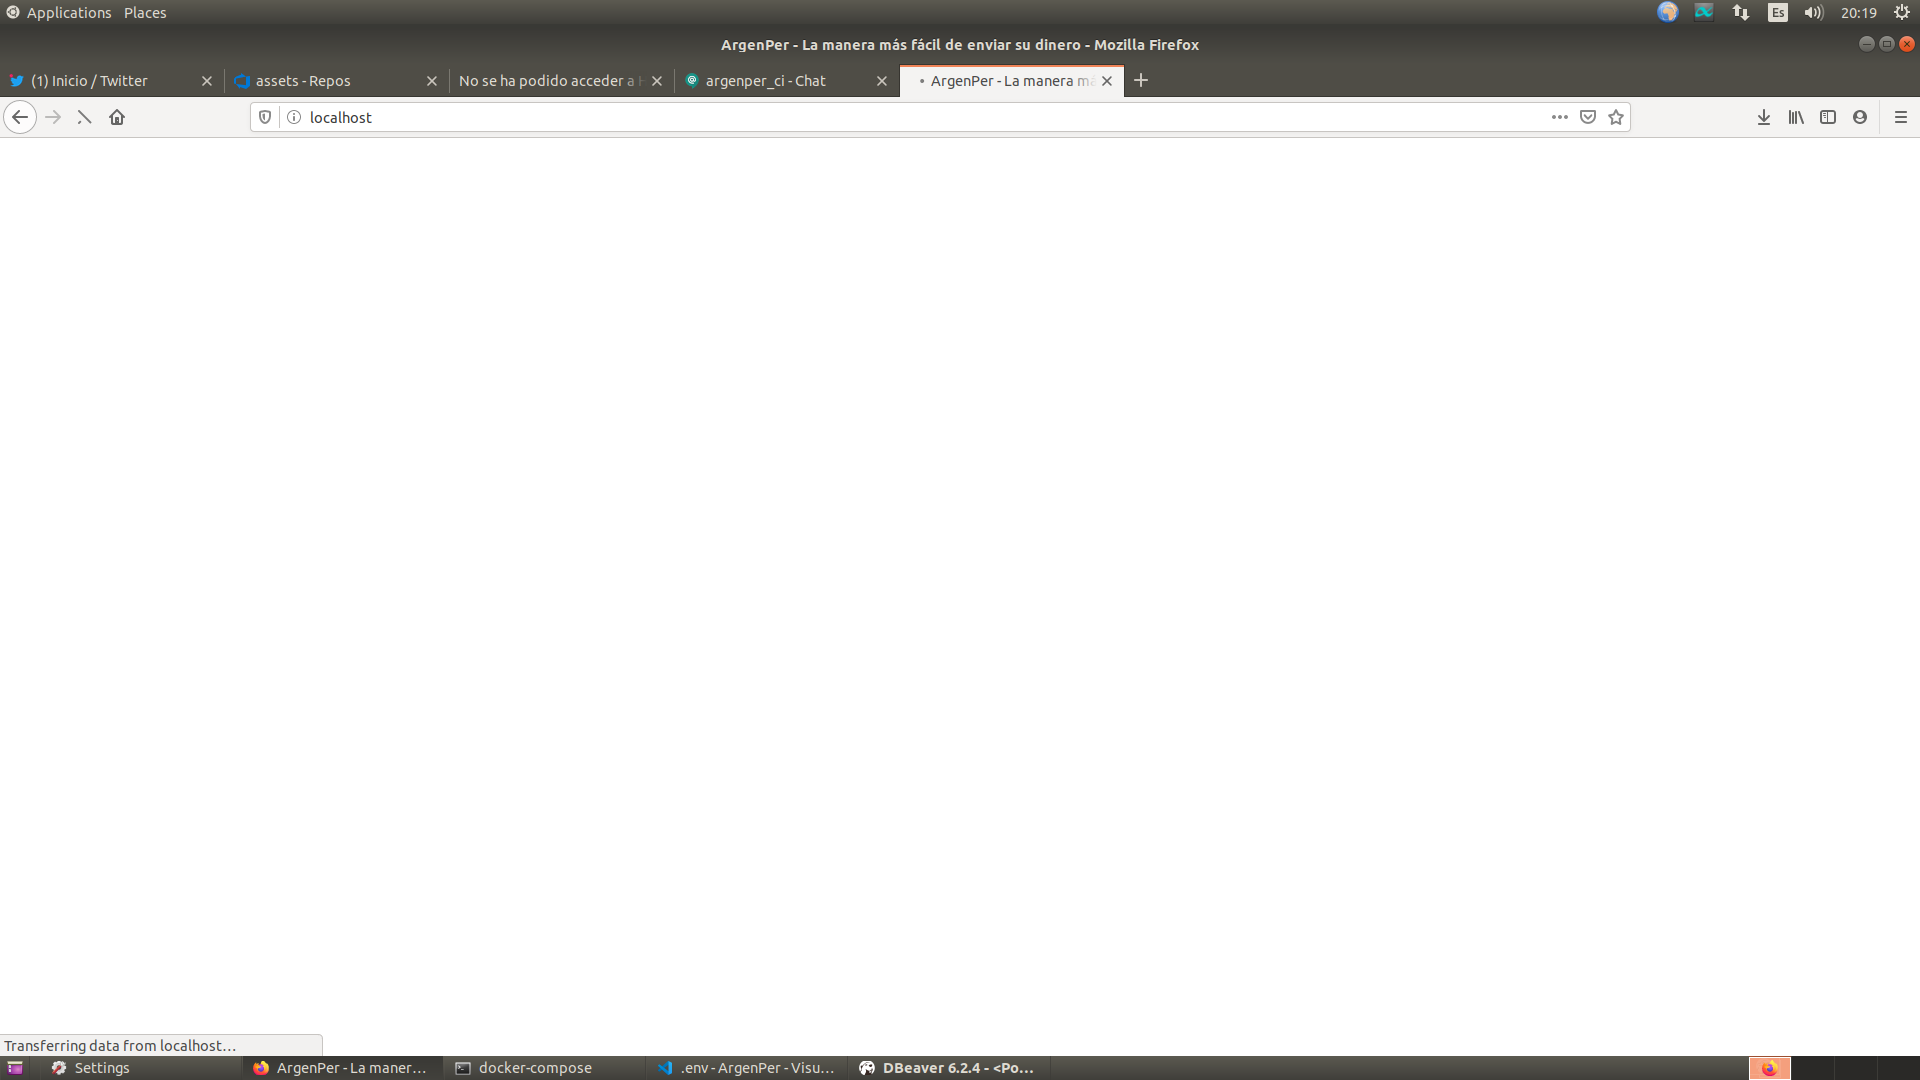 Applications Places
Es 20:19
ArgenPer - La manera más fácil de enviar su dinero - Mozilla Firefox
(1) Inicio / Twitter
assets - Repos
No se ha podido acceder a
argenper_ci - Chat
ArgenPer - La manera má
localhost
Transferring data from localhost…
Settings
ArgenPer - La maner…
docker-compose
.env - ArgenPer - Visu…
DBeaver 6.2.4 - <Po…